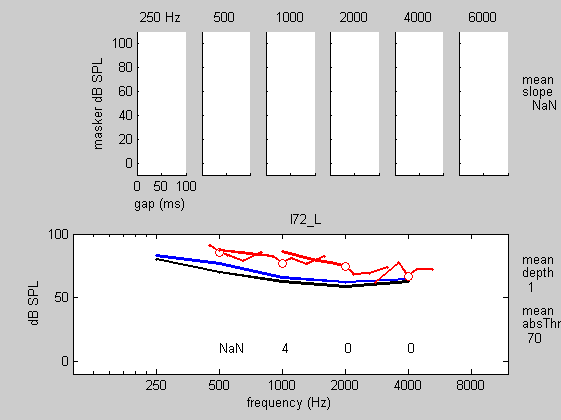 250 Hz 500 1000 2000 4000 6000
masker dB SPL
100
80
60
40
20
0
0 50 100
gap (ms)
mean
slope
NaN
I72_L
dB SPL
100
50
0
NaN 4 0 0
250 500 1000 2000 4000 8000
frequency (Hz)
mean
depth
1
mean
absThr
70